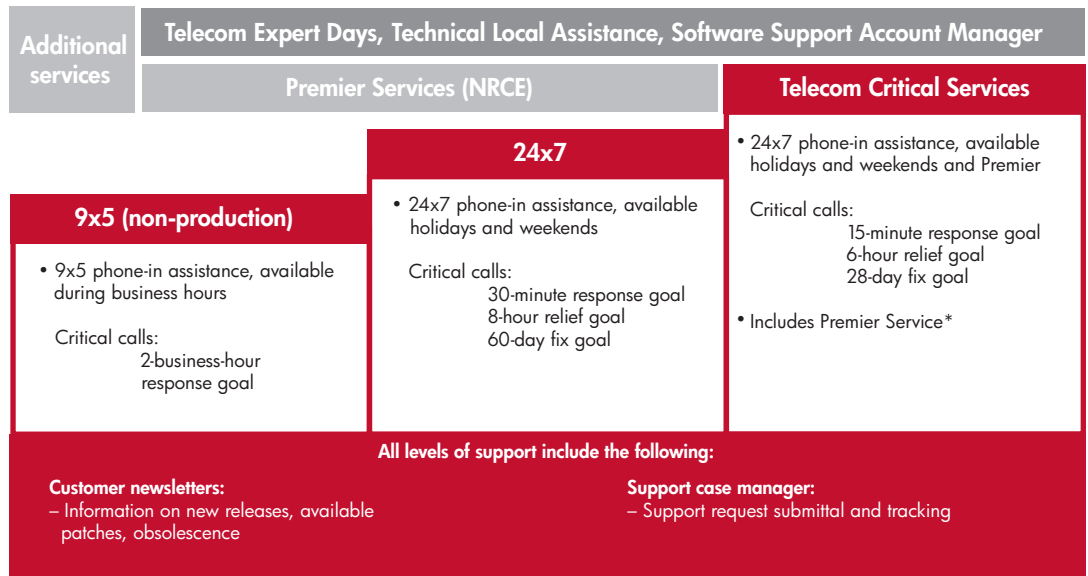 Additional
services
Telecom Expert Days, Technical Local Assistance, Software Support Account Manager
Premier Services (NRCE)
Telecom Critical Services
• 24x7 phone-in assistance, available
holidays and weekends and Premier
Critical calls:
15-minute response goal
6-hour relief goal
28-day fix goal
• Includes Premier Service*
24x7
• 24x7 phone-in assistance, available
holidays and weekends
Critical calls:
30-minute response goal
8-hour relief goal
60-day fix goal
9x5 (non-production)
• 9x5 phone-in assistance, available
during business hours
Critical calls:
2-business-hour
response goal
All levels of support include the following:
Customer newsletters:
– Information on new releases, available
patches, obsolescence
Support case manager:
– Support request submittal and tracking